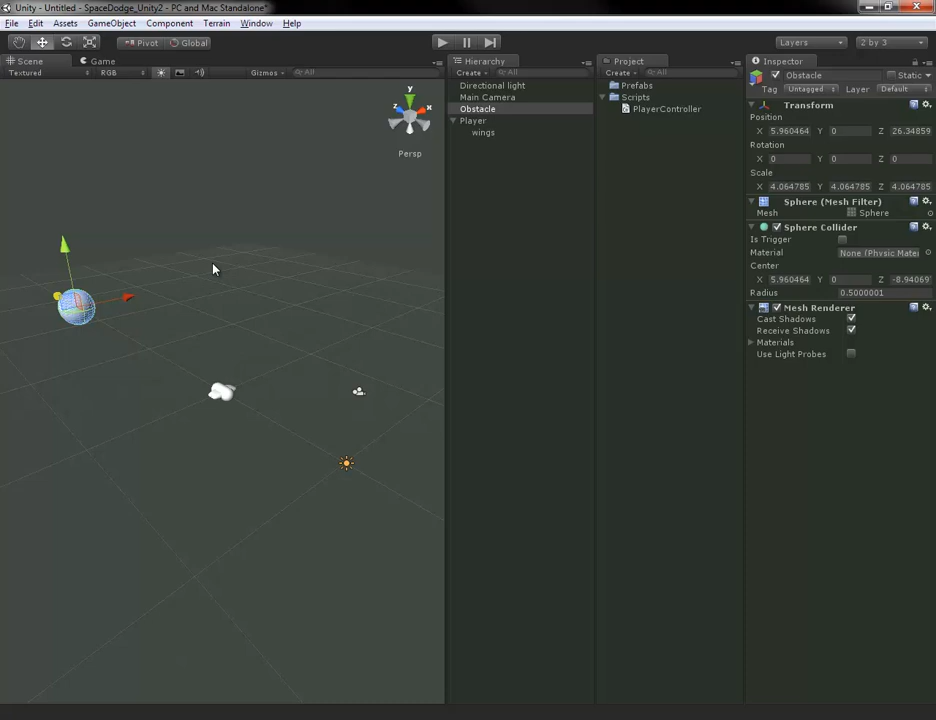 Unity - Untitled - SpaceDodge_Unity2 - PC and Mac Standalone*
File Edit Assets GameObject Component Terrain Window Help
Pivot Global Layers 2 by 3
Scene Game
Textured RGB Gizmos All
y
z x
Persp
Hierarchy
Create All
Directional light
Main Camera
Obstacle
Player
wings
Project
Create All
Prefabs
Scripts
PlayerController
Inspector
Obstacle Static
Tag Untagged Layer Default
Transform
Position
X 5.960464 Y 0 Z 26.34859
Rotation
X 0 Y 0 Z 0
Scale
X 4.064785 Y 4.064785 Z 4.064785
Sphere (Mesh Filter)
Mesh Sphere
Sphere Collider
Is Trigger
Material None (Physic Mater
Center
X 5.960464 Y 0 Z -8.94069
Radius 0.5000001
Mesh Renderer
Cast Shadows
Receive Shadows
Materials
Use Light Probes